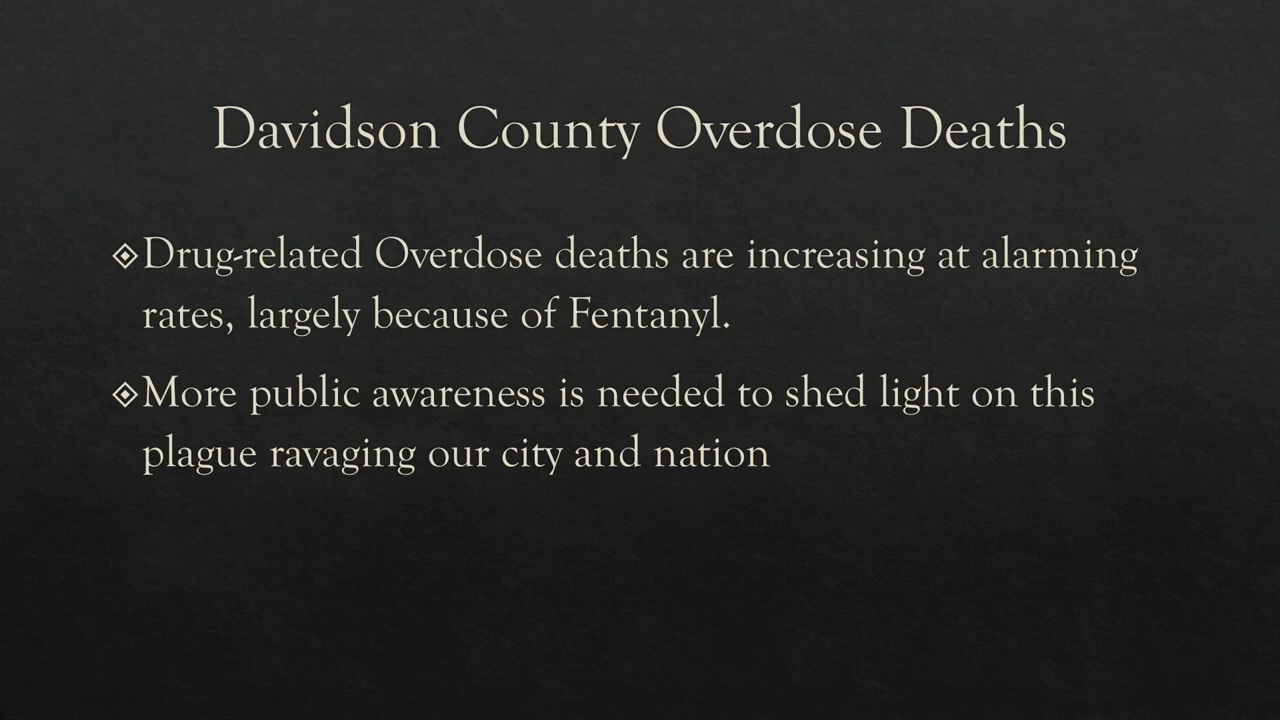 Davidson County Overdose Deaths
Drug-related Overdose deaths are increasing at alarming
rates, largely because of Fentanyl.
More public awareness is needed to shed light on this
plague ravaging our city and nation